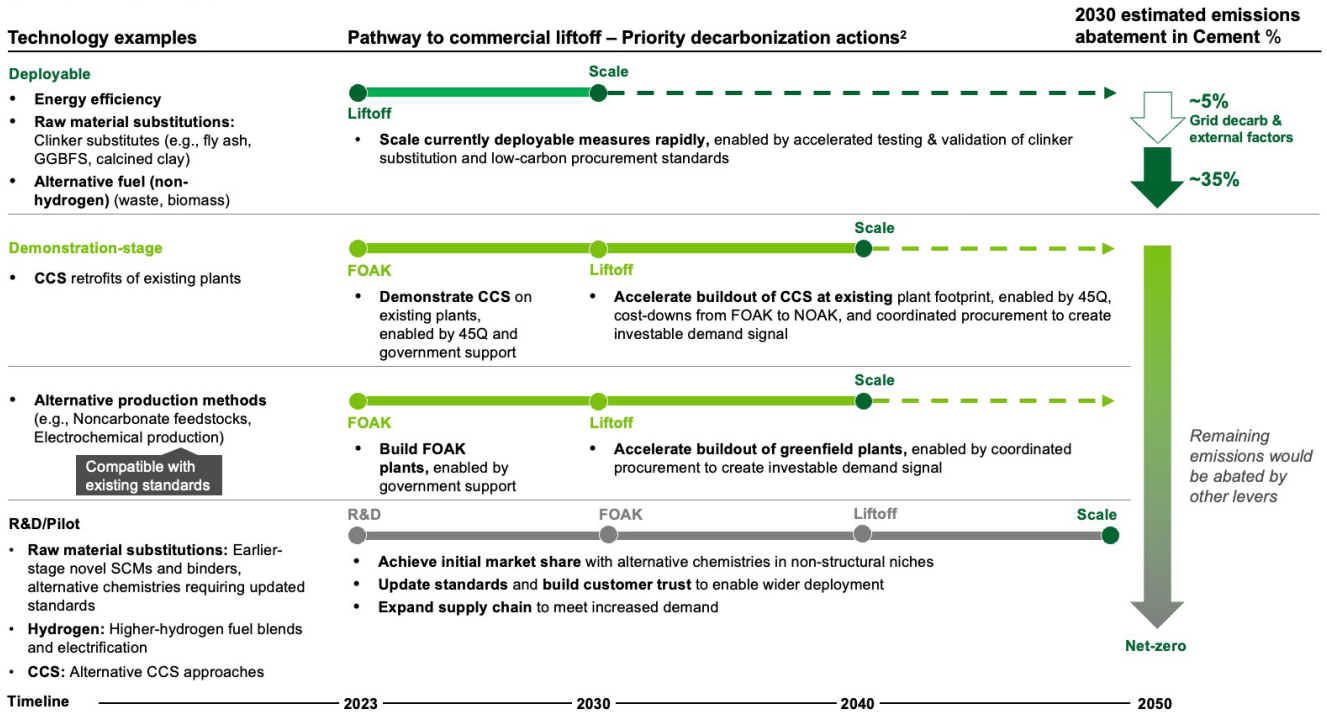 Technology examples
Pathway to commercial liftoff – Priority decarbonization actions²
2030 estimated emissions
abatement in Cement %
Deployable
• Energy efficiency
• Raw material substitutions:
Clinker substitutes (e.g., fly ash,
GGBFS, calcined clay)
• Alternative fuel (non-
hydrogen) (waste, biomass)
Liftoff
Scale
• Scale currently deployable measures rapidly, enabled by accelerated testing & validation of clinker
substitution and low-carbon procurement standards
~5%
Grid decarb &
external factors
~35%
Demonstration-stage
• CCS retrofits of existing plants
FOAK
Liftoff
Scale
• Demonstrate CCS on
existing plants,
enabled by 45Q and
government support
• Accelerate buildout of CCS at existing plant footprint, enabled by 45Q,
cost-downs from FOAK to NOAK, and coordinated procurement to create
investable demand signal
• Alternative production methods
(e.g., Noncarbonate feedstocks,
Electrochemical production)
Compatible with
existing standards
FOAK
Liftoff
Scale
• Build FOAK
plants, enabled by
government support
• Accelerate buildout of greenfield plants, enabled by coordinated
procurement to create investable demand signal
Remaining
emissions would
be abated by
other levers
R&D/Pilot
• Raw material substitutions: Earlier-
stage novel SCMs and binders,
alternative chemistries requiring updated
standards
• Hydrogen: Higher-hydrogen fuel blends
and electrification
• CCS: Alternative CCS approaches
R&D
FOAK
Liftoff
Scale
• Achieve initial market share with alternative chemistries in non-structural niches
• Update standards and build customer trust to enable wider deployment
• Expand supply chain to meet increased demand
Net-zero
Timeline
2023
2030
2040
2050